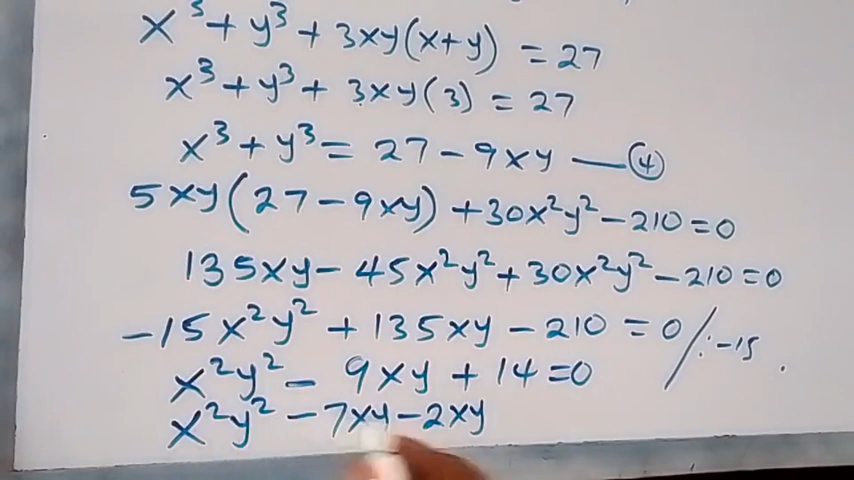 x³ + y³ + 3xy(x+y) = 27
x³ + y³ + 3xy(3) = 27
x³ + y³ = 27 - 9xy — ④
5xy(27 - 9xy) + 30x²y² - 210 = 0
135xy - 45x²y² + 30x²y² - 210 = 0
-15x²y² + 135xy - 210 = 0 /:-15
x²y² - 9xy + 14 = 0
x²y² - 7xy - 2xy